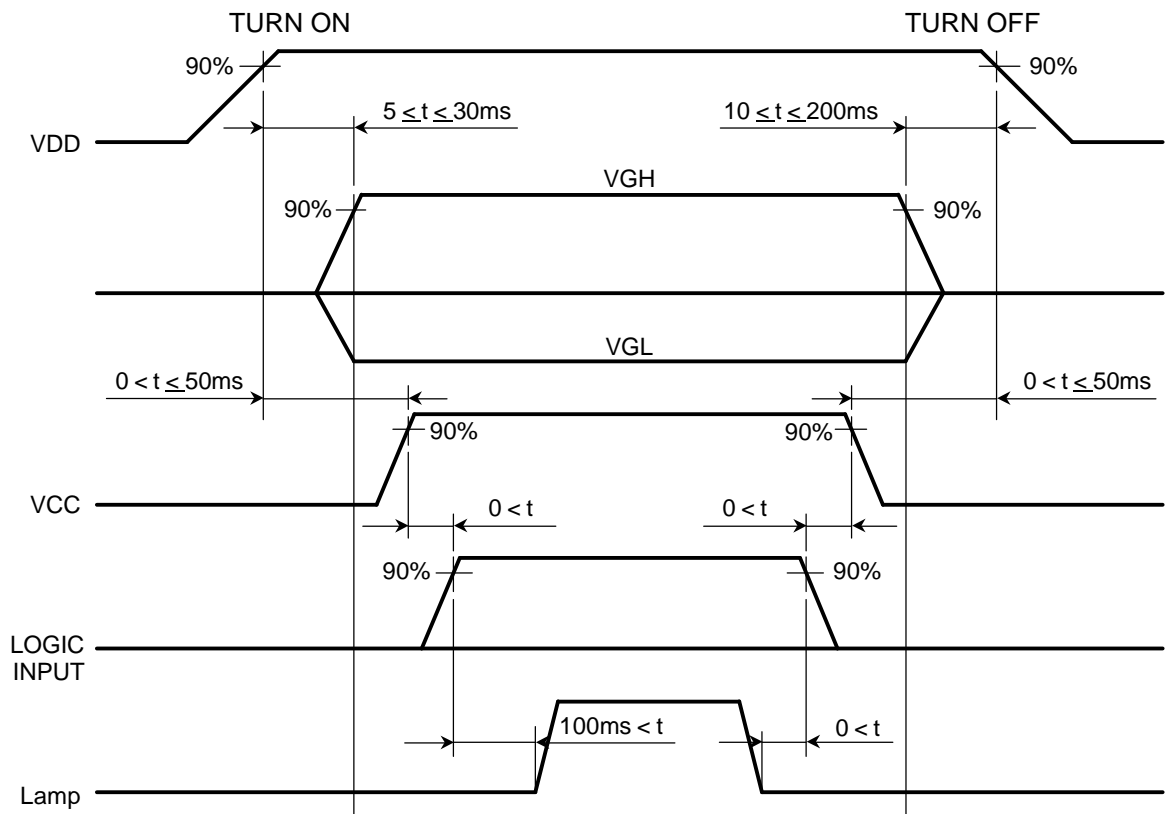 TURN ON
TURN OFF
90%
90%
5 ≤ t ≤ 30ms
10 ≤ t ≤ 200ms
VDD
VGH
90%
90%
VGL
0 < t ≤ 50ms
0 < t ≤ 50ms
90%
90%
VCC
0 < t
0 < t
90%
90%
LOGIC
INPUT
100ms < t
0 < t
Lamp